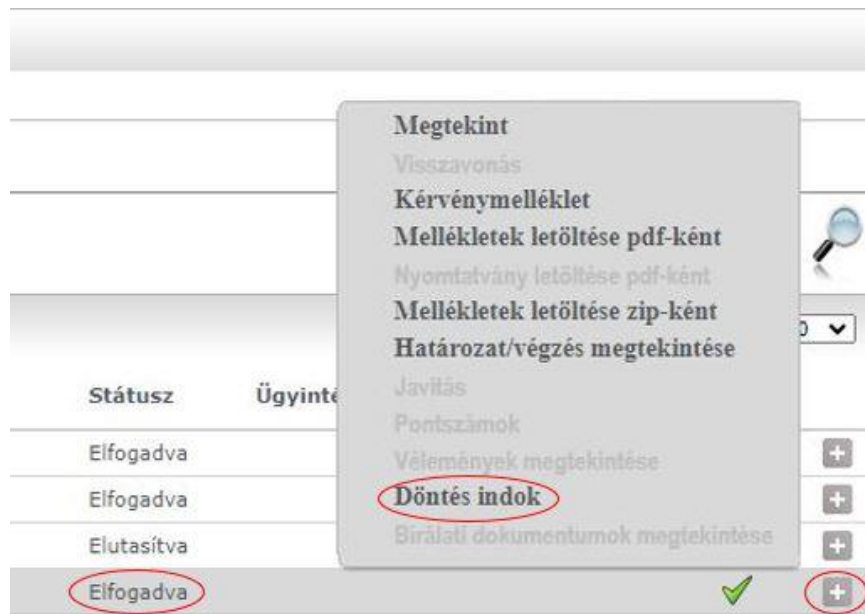 Megtekint
Visszavonás
Kérvénymelléklet
Mellékletek letöltése pdf-ként
Nyomtatvány letöltése pdf-ként
Mellékletek letöltése zip-ként
Határozat/végzés megtekintése
Javítás
Pontszámok
Vélemények megtekintése
Döntés indok
Bírálati dokumentumok megtekintése
Státusz
Elfogadva
Elfogadva
Elutasítva
Elfogadva